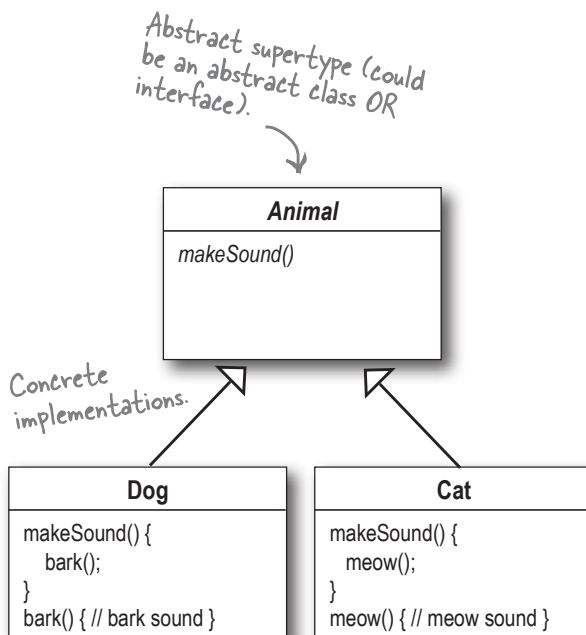 Abstract supertype (could
be an abstract class OR
interface).
Animal
makeSound()
Concrete
implementations.
Dog
makeSound() {
bark();
}
bark() { // bark sound }
Cat
makeSound() {
meow();
}
meow() { // meow sound }